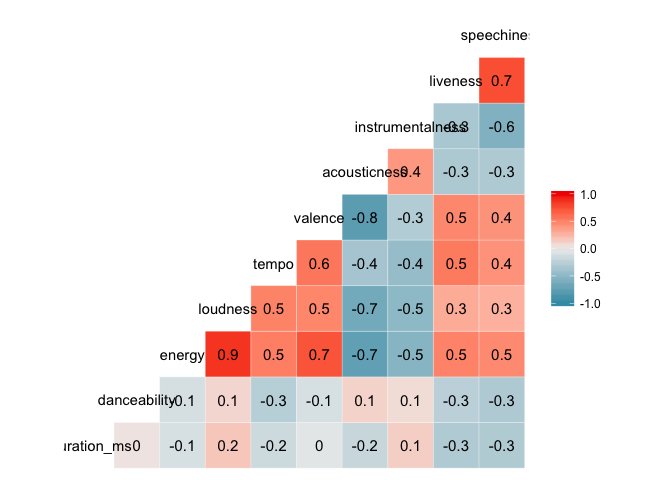 speechines
liveness 0.7
instrumentalness -0.3 -0.6
acousticness 0.4 -0.3 -0.3
valence -0.8 -0.3 0.5 0.4
tempo 0.6 -0.4 -0.4 0.5 0.4
loudness 0.5 0.5 -0.7 -0.5 0.3 0.3
energy 0.9 0.5 0.7 -0.7 -0.5 0.5 0.5
danceability -0.1 0.1 -0.3 -0.1 0.1 0.1 -0.3 -0.3
uration_ms 0 -0.1 0.2 -0.2 0 -0.2 0.1 -0.3 -0.3
1.0
0.5
0.0
-0.5
-1.0